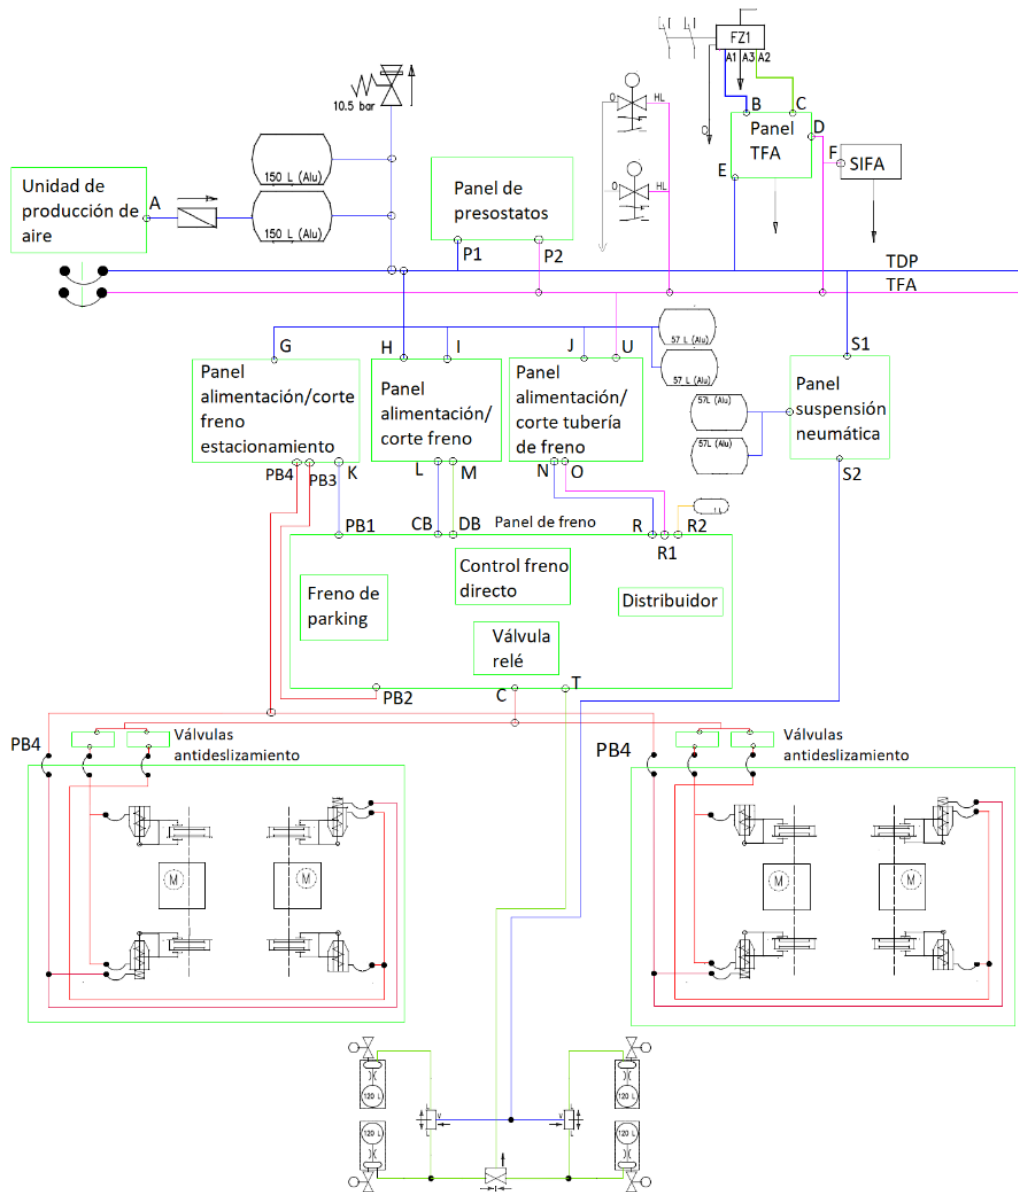 FZ1
A1
A3
A2
10.5 bar
O
HL
B
C
Panel
TFA
D
O
E
F
SIFA
150 L (Alu)
Unidad de
producción de
aire
A
Panel de
presostatos
O
HL
150 L (Alu)
P1
P2
TDP
TFA
G
H
I
J
U
57 L (Alu)
57 L (Alu)
S1
Panel
alimentación/corte
freno
estacionamiento
Panel
alimentación/
corte freno
Panel
alimentación/
corte tubería
de freno
Panel
suspensión
neumática
57L (Alu)
57L (Alu)
PB4
PB3
K
L
M
N
O
S2
PB1
CB
DB
Panel de freno
R
R1
R2
1L
Freno de
parking
Control freno
directo
Distribuidor
Válvula
relé
PB2
C
T
PB4
Válvulas
antideslizamiento
PB4
Válvulas
antideslizamiento
M
M
M
M
120 L
120 L
L
V
L
V
L
L
120 L
120 L